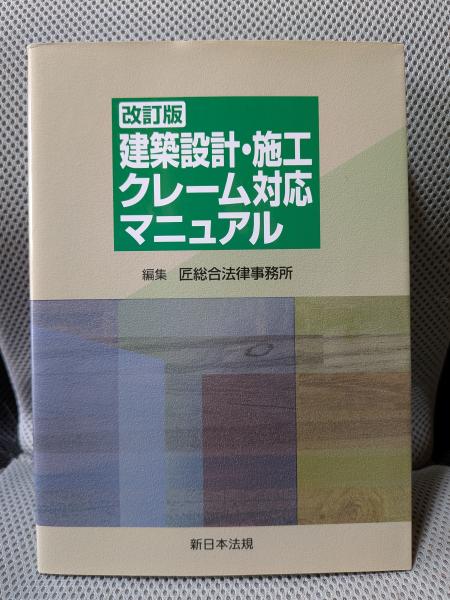 改訂版
建築設計・施工
クレーム対応
マニュアル
編集 匠総合法律事務所
新日本法規